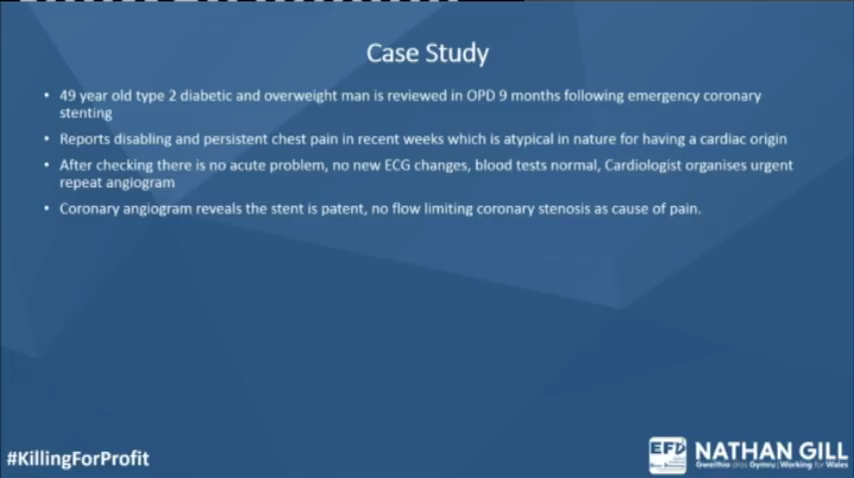 Case Study
• 49 year old type 2 diabetic and overweight man is reviewed in OPD 9 months following emergency coronary
stenting
• Reports disabling and persistent chest pain in recent weeks which is atypical in nature for having a cardiac origin
• After checking there is no acute problem, no new ECG changes, blood tests normal, Cardiologist organises urgent
repeat angiogram
• Coronary angiogram reveals the stent is patent, no flow limiting coronary stenosis as cause of pain.
#KillingForProfit
EFD
NATHAN GILL
Gweithio dros Gymru | Working for Wales